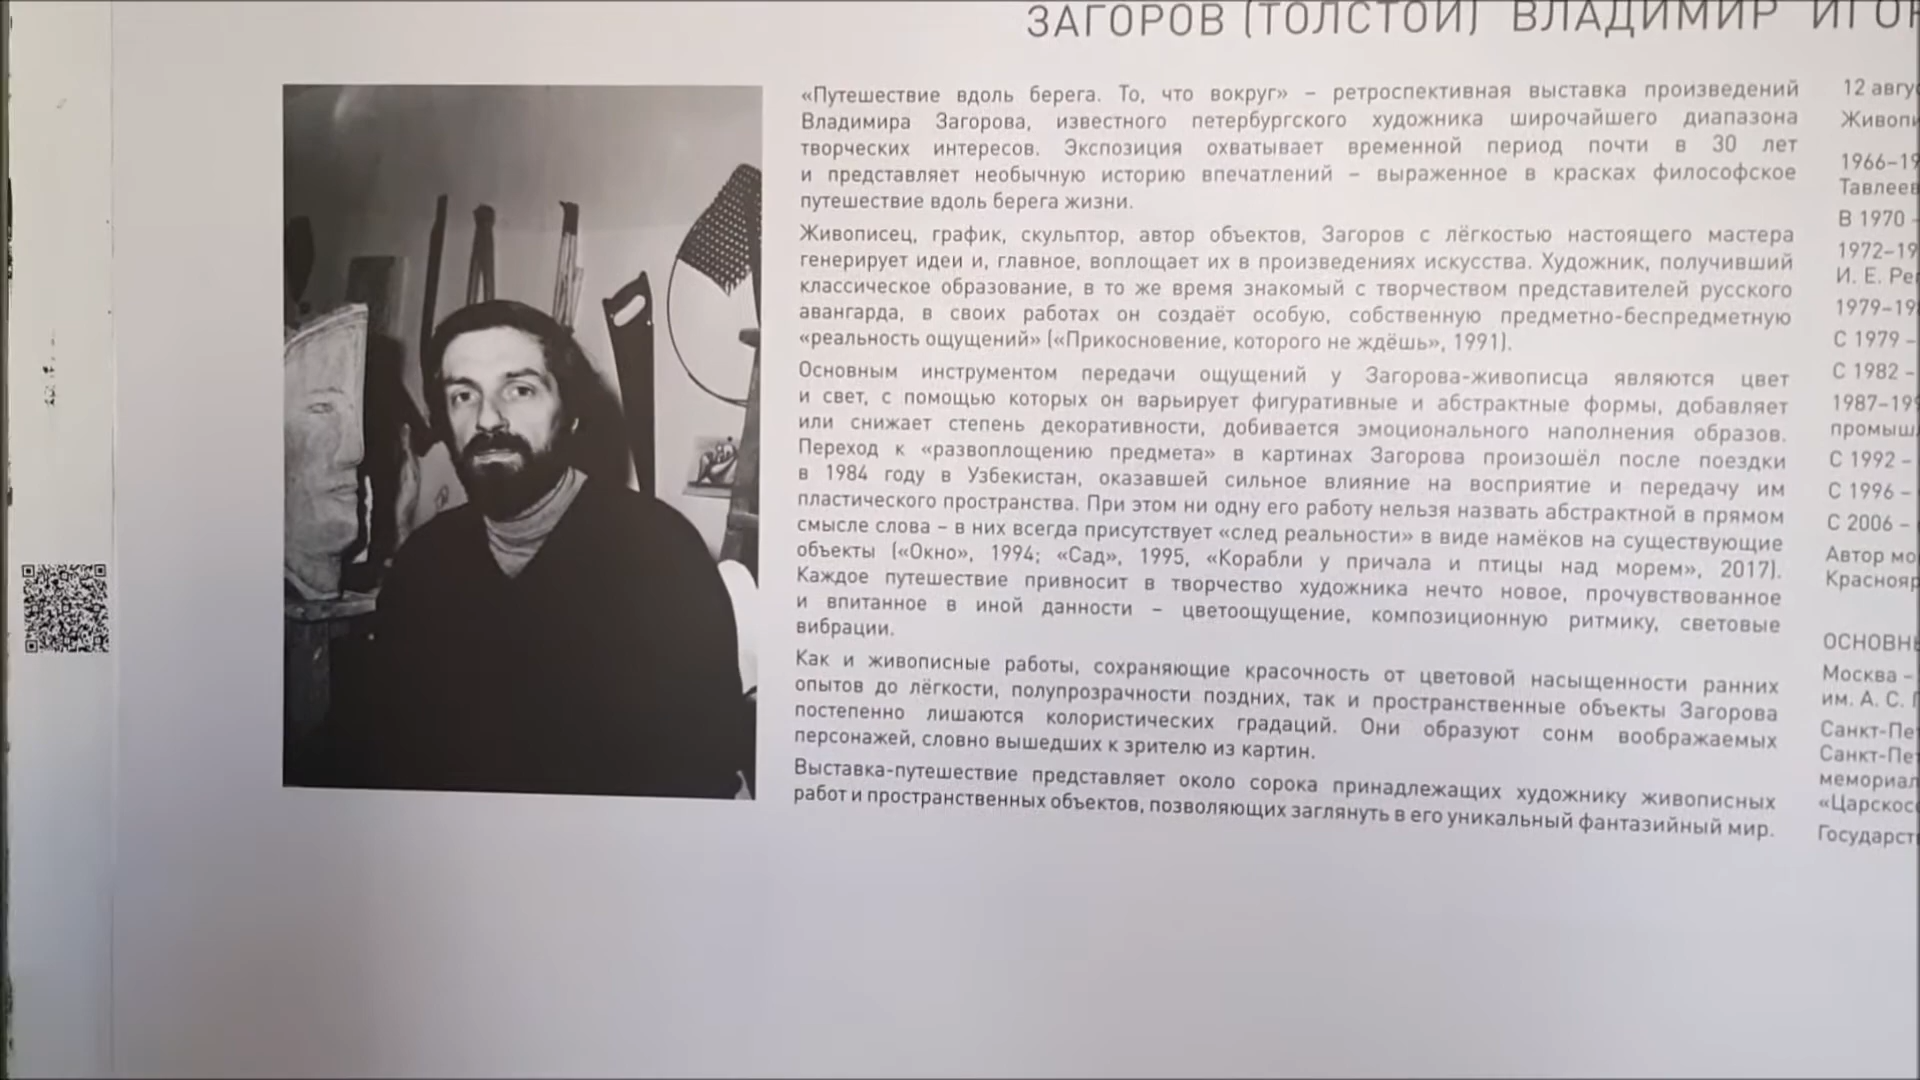 ЗАГОРОВ (ТОЛСТОЙ) ВЛАДИМИР
«Путешествие вдоль берега. То, что вокруг» – ретроспективная выставка произведений
Владимира Загорова, известного петербургского художника широчайшего диапазона
творческих интересов. Экспозиция охватывает временной период почти в 30 лет
и представляет необычную историю впечатлений – выраженное в красках философское
путешествие вдоль берега жизни.
Живописец, график, скульптор, автор объектов, Загоров с лёгкостью настоящего мастера
генерирует идеи и, главное, воплощает их в произведениях искусства. Художник, получивший
классическое образование, в то же время знакомый с творчеством представителей русского
авангарда, в своих работах он создаёт особую, собственную предметно-беспредметную
«реальность ощущений» («Прикосновение, которого не ждёшь», 1991).
Основным инструментом передачи ощущений у Загорова-живописца являются цвет
и свет, с помощью которых он варьирует фигуративные и абстрактные формы, добавляет
или снижает степень декоративности, добивается эмоционального наполнения образов.
Переход к «развоплощению предмета» в картинах Загорова произошёл после поездки
в 1984 году в Узбекистан, оказавшей сильное влияние на восприятие и передачу им
пластического пространства. При этом ни одну его работу нельзя назвать абстрактной в прямом
смысле слова – в них всегда присутствует «след реальности» в виде намёков на существующие
объекты («Окно», 1994; «Сад», 1995, «Корабли у причала и птицы над морем», 2017).
Каждое путешествие привносит в творчество художника нечто новое, прочувствованное
и впитанное в иной данности – цветоощущение, композиционную ритмику, световые
вибрации.
Как и живописные работы, сохраняющие красочность от цветовой насыщенности ранних
опытов до лёгкости, полупрозрачности поздних, так и пространственные объекты Загорова
постепенно лишаются колористических градаций. Они образуют сонм воображаемых
персонажей, словно вышедших к зрителю из картин.
Выставка-путешествие представляет около сорока принадлежащих художнику живописных
работ и пространственных объектов, позволяющих заглянуть в его уникальный фантазийный мир.
12
1966–
В 1970 –
1972–
И. Е.
1979–
С 1979 –
С 1982 –
1987–
С 1992 –
С 1996 –
С 2006 –
Автор
Москва –
им. А. С.